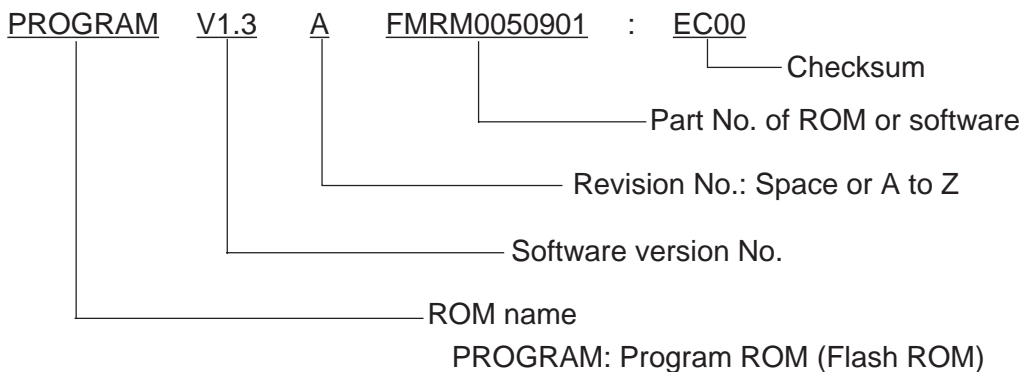 PROGRAM V1.3 A FMRM0050901 : EC00
Checksum
Part No. of ROM or software
Revision No.: Space or A to Z
Software version No.
ROM name
PROGRAM: Program ROM (Flash ROM)